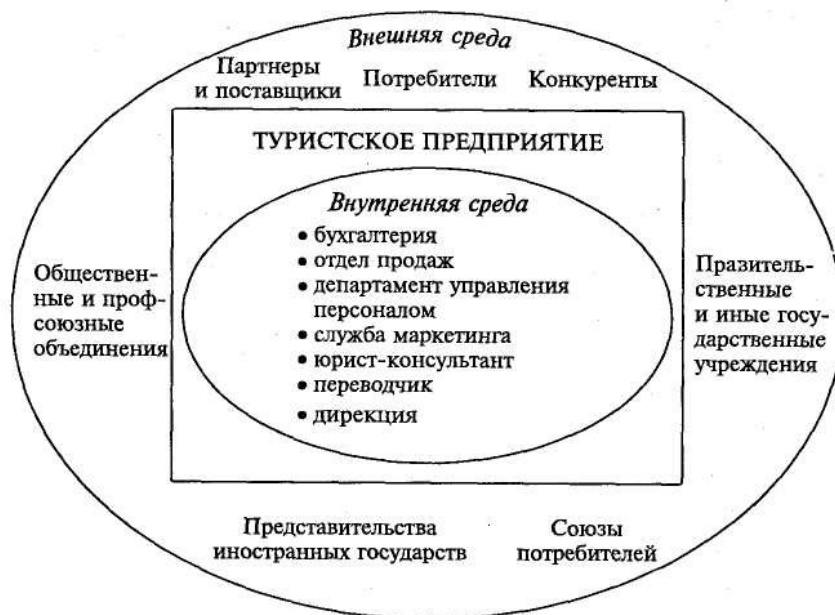 Внешняя среда
Партнеры
и поставщики
Потребители
Конкуренты
ТУРИСТСКОЕ ПРЕДПРИЯТИЕ
Внутренняя среда
• бухгалтерия
• отдел продаж
• департамент управления
персоналом
• служба маркетинга
• юрист-консультант
• переводчик
• дирекция
Обществен-
ные и проф-
союзные
объединения
Празитель-
ственные
и иные госу-
дарственные
учреждения
Представительства
иностранных государств
Союзы
потребителей